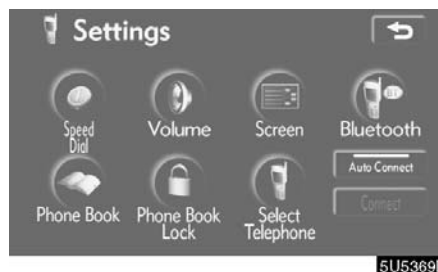 Settings
Speed
Dial
Volume
Screen
Bluetooth
Auto Connect
Connect
Phone Book
Phone Book
Lock
Select
Telephone
5U5369